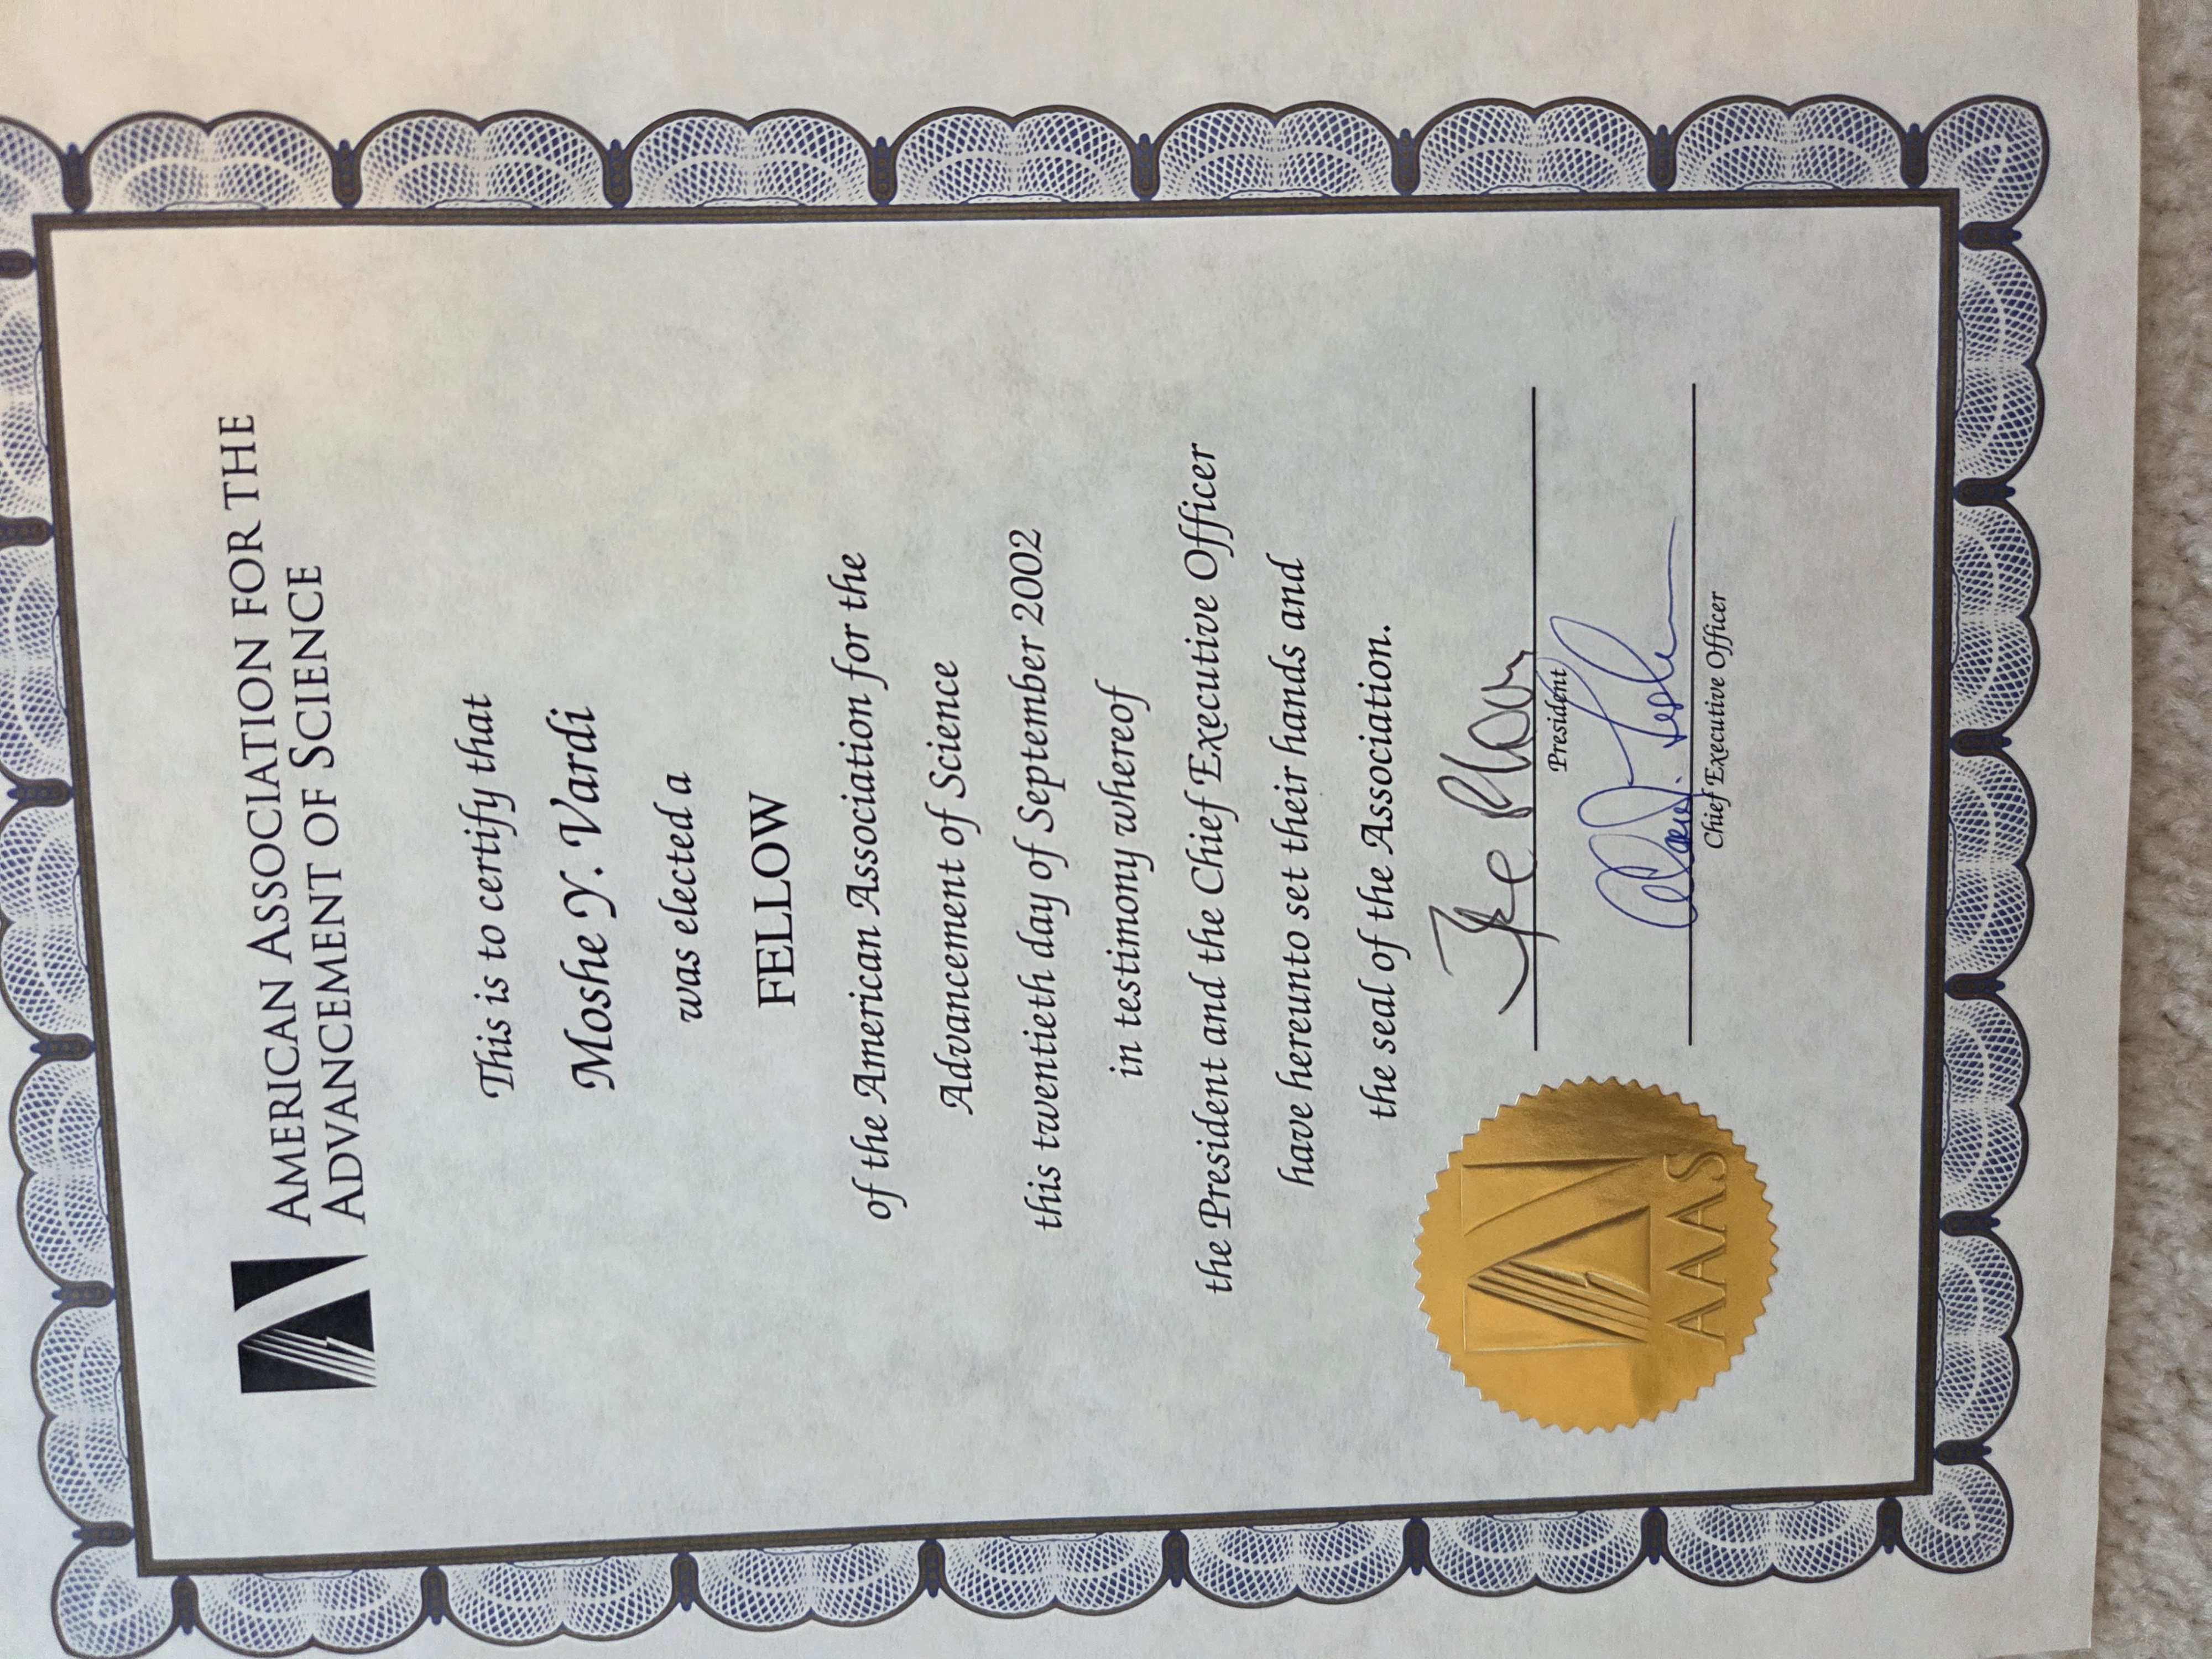 AMERICAN ASSOCIATION FOR THE
ADVANCEMENT OF SCIENCE
This is to certify that
Moshe Y. Vardi
was elected a
FELLOW
of the American Association for the
Advancement of Science
this twentieth day of September 2002
in testimony whereof
the President and the Chief Executive Officer
have hereunto set their hands and
the seal of the Association.
President
Chief Executive Officer
AAAS